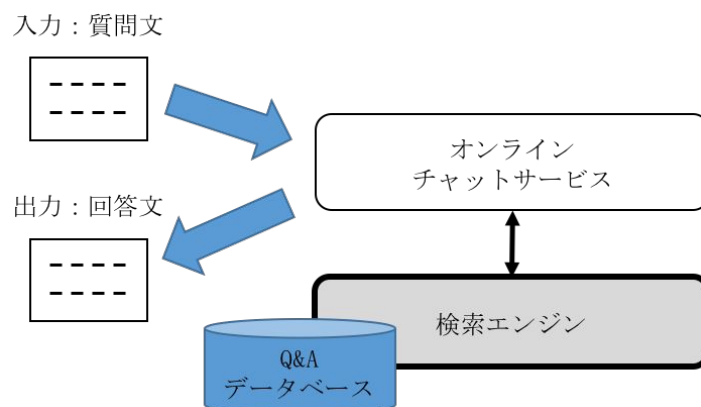 入力：質問文
オンライン
チャットサービス
出力：回答文
検索エンジン
Q&A
データベース